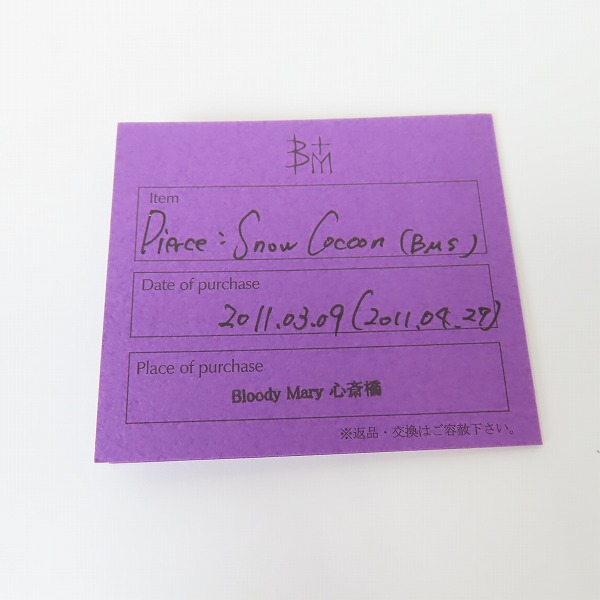 B+M
Item
Pierce : Snow Cocoon (BMS)
Date of purchase
2011.03.09 (2011.04.27)
Place of purchase
Bloody Mary 心斎橋
※返品・交換はご容赦下さい。